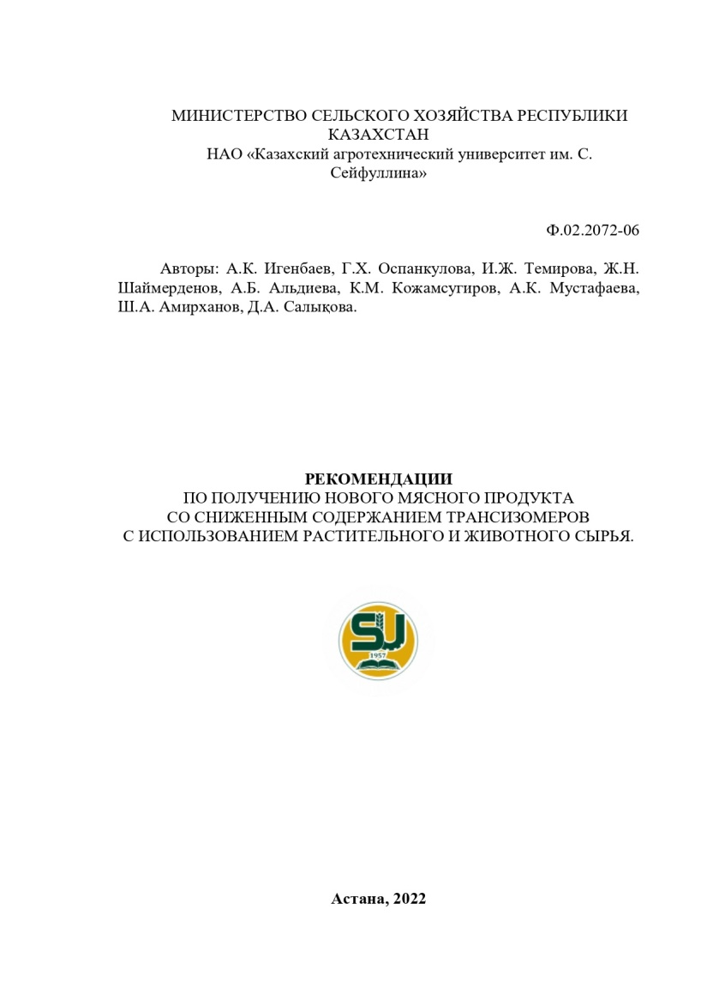 МИНИСТЕРСТВО СЕЛЬСКОГО ХОЗЯЙСТВА РЕСПУБЛИКИ
КАЗАХСТАН
НАО «Казахский агротехнический университет им. С.
Сейфуллина»
Ф.02.2072-06
Авторы: А.К. Игенбаев, Г.Х. Оспанкулова, И.Ж. Темирова, Ж.Н.
Шаймерденов, А.Б. Альдиева, К.М. Кожамсугиров, А.К. Мустафаева,
Ш.А. Амирханов, Д.А. Салықова.
РЕКОМЕНДАЦИИ
ПО ПОЛУЧЕНИЮ НОВОГО МЯСНОГО ПРОДУКТА
СО СНИЖЕННЫМ СОДЕРЖАНИЕМ ТРАНСИЗОМЕРОВ
С ИСПОЛЬЗОВАНИЕМ РАСТИТЕЛЬНОГО И ЖИВОТНОГО СЫРЬЯ.
SU
1957
Астана, 2022